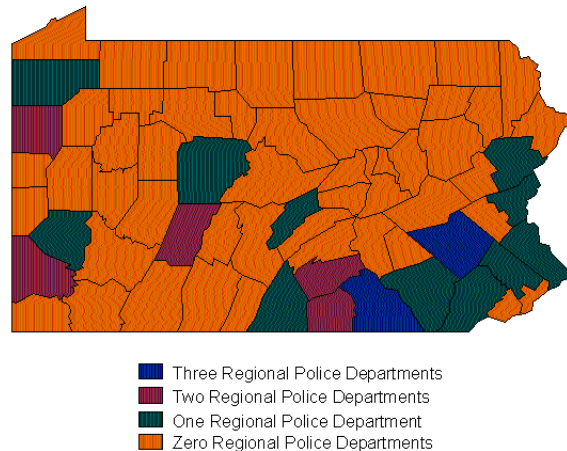 Three Regional Police Departments
Two Regional Police Departments
One Regional Police Department
Zero Regional Police Departments